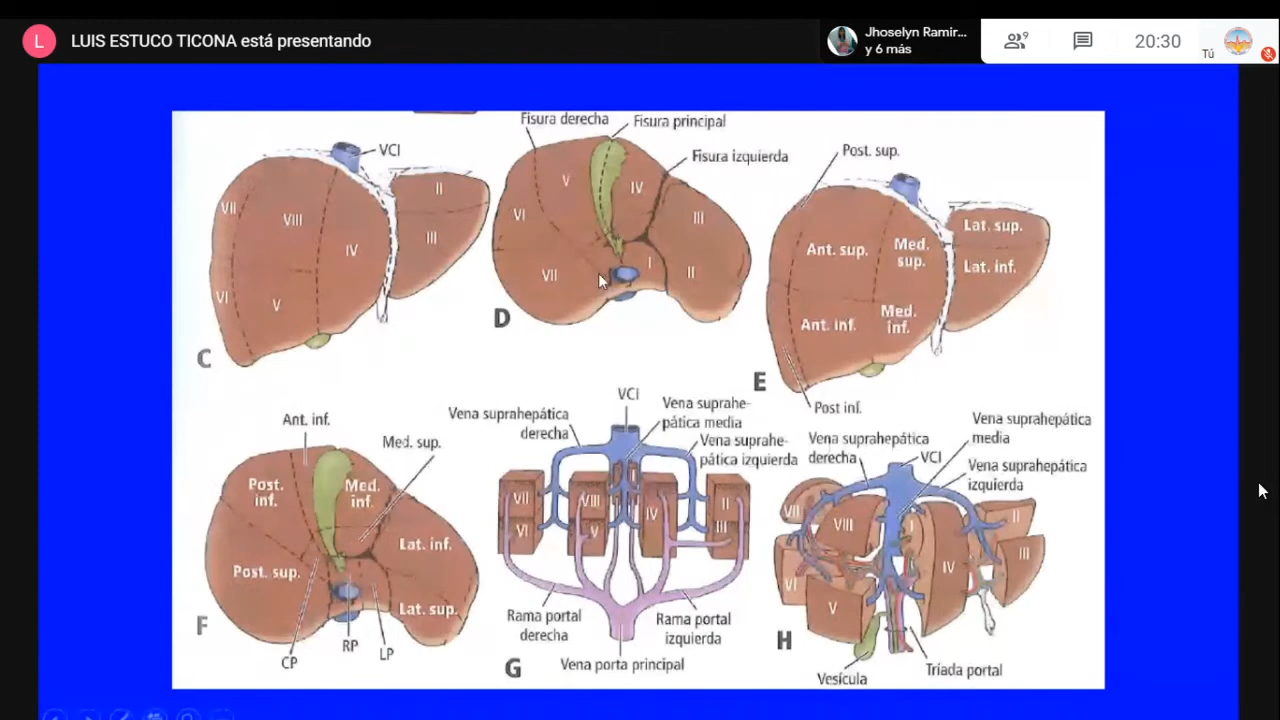 L
LUIS ESTUCO TICONA está presentando
Jhoselyn Ramir...
y 6 más
9
20:30
Tú
VCI
II
VII
VIII
III
IV
VI
V
C
Fisura derecha
Fisura principal
Fisura izquierda
V
IV
VI
III
I
VII
II
D
Post. sup.
Lat. sup.
Ant. sup.
Med.
sup.
Lat. inf.
Ant. inf.
Med.
inf.
E
Post inf.
Ant. inf.
Med. sup.
Post.
inf.
Med.
inf.
Lat. inf.
Post. sup.
Lat. sup.
F
CP
RP
LP
VCI
Vena suprahepática
derecha
Vena suprahe-
pática media
Vena suprahe-
pática izquierda
VII
VIII
I
IV
II
VI
V
III
Rama portal
derecha
Rama portal
izquierda
G
Vena porta principal
Vena suprahepática
media
Vena suprahepática
derecha
VCI
Vena suprahepática
izquierda
VII
VIII
I
II
III
VI
IV
V
H
Vesícula
Tríada portal